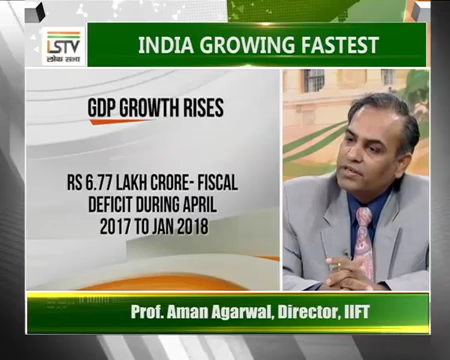 LSTV
लोक सभा
INDIA GROWING FASTEST
GDP GROWTH RISES
RS 6.77 LAKH CRORE- FISCAL
DEFICIT DURING APRIL
2017 TO JAN 2018
Prof. Aman Agarwal, Director, IIFT